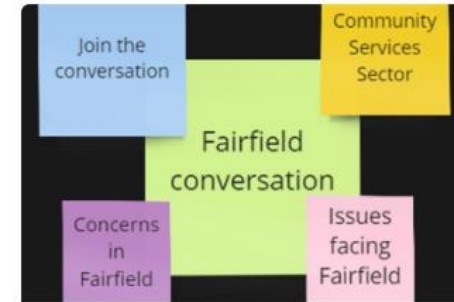 Join the
conversation
Community
Services
Sector
Fairfield
conversation
Concerns
in
Fairfield
Issues
facing
Fairfield